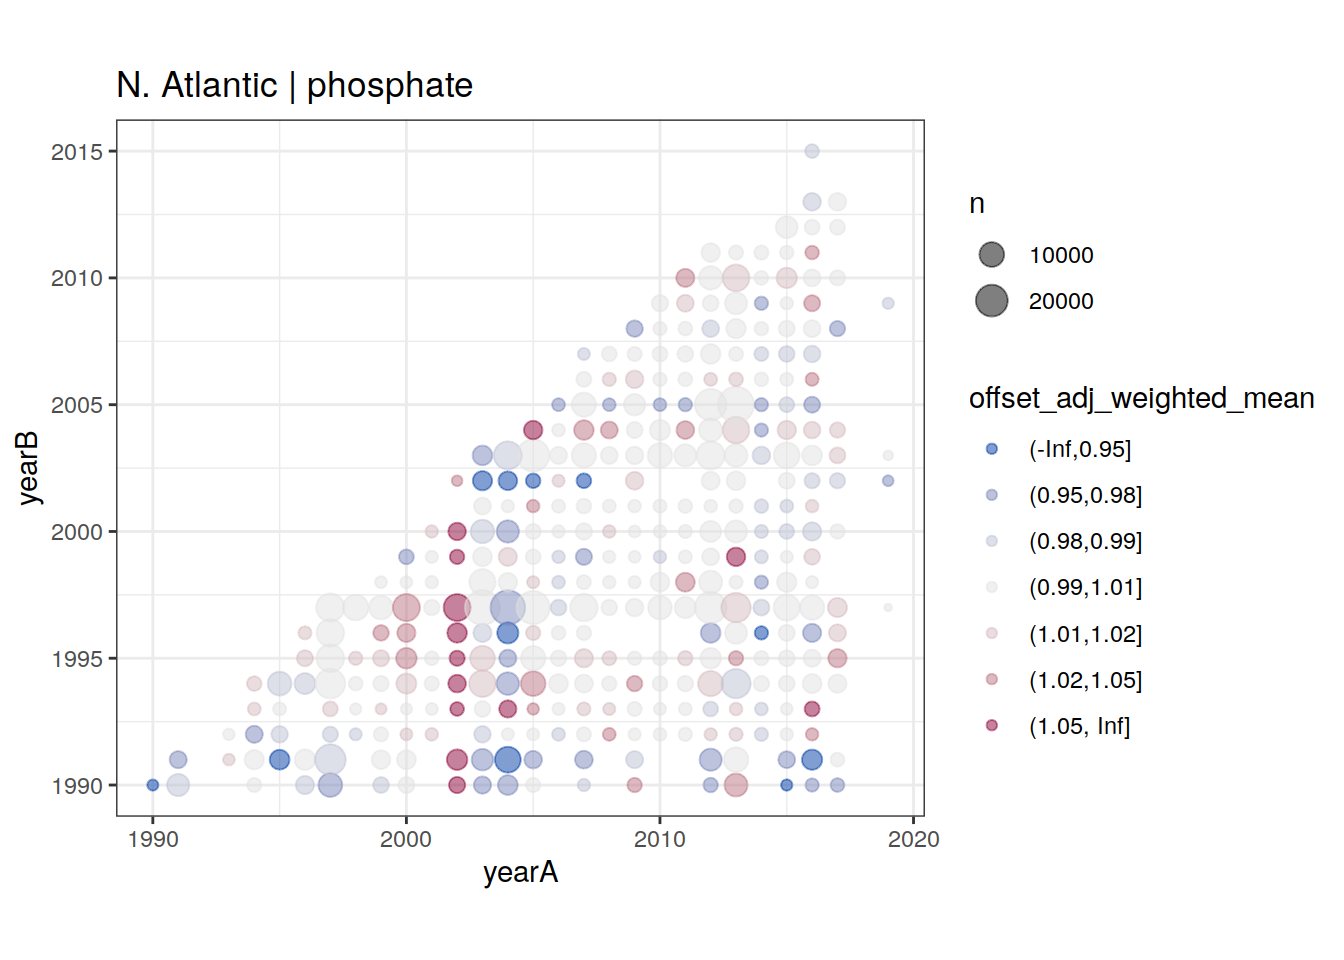 N. Atlantic | phosphate
2015
2010
2005
2000
1995
1990
yearB
1990
2000
2010
2020
yearA
n
10000
20000
offset_adj_weighted_mean
(-Inf,0.95]
(0.95,0.98]
(0.98,0.99]
(0.99,1.01]
(1.01,1.02]
(1.02,1.05]
(1.05, Inf]